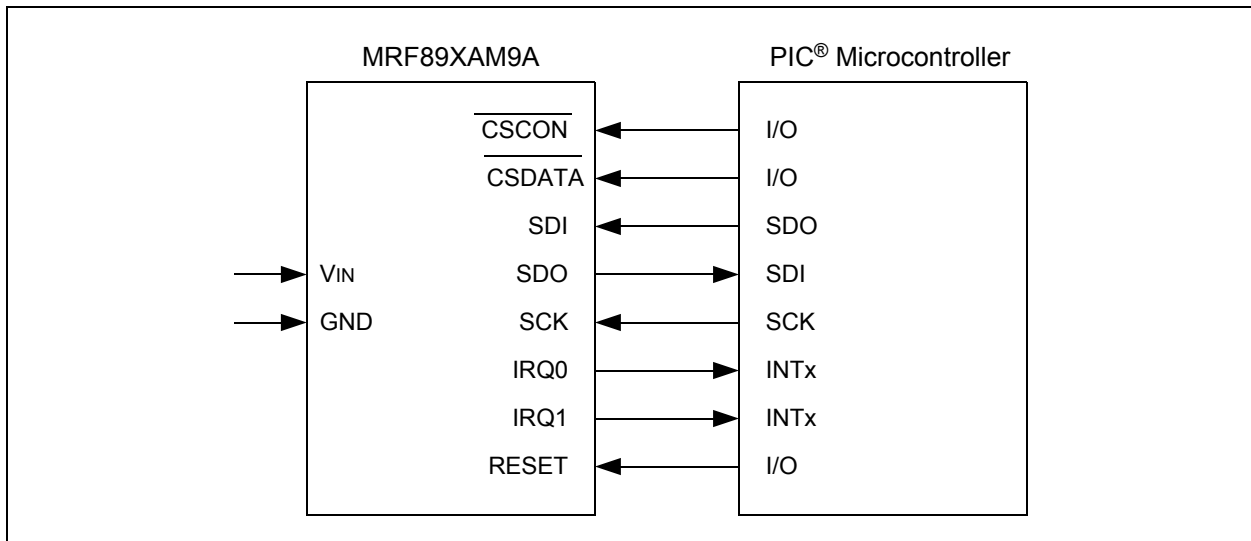 MRF89XAM9A PIC® Microcontroller
CSCON I/O
CSDATA I/O
SDI SDO
VIN SDO SDI
GND SCK SCK
IRQ0 INTx
IRQ1 INTx
RESET I/O